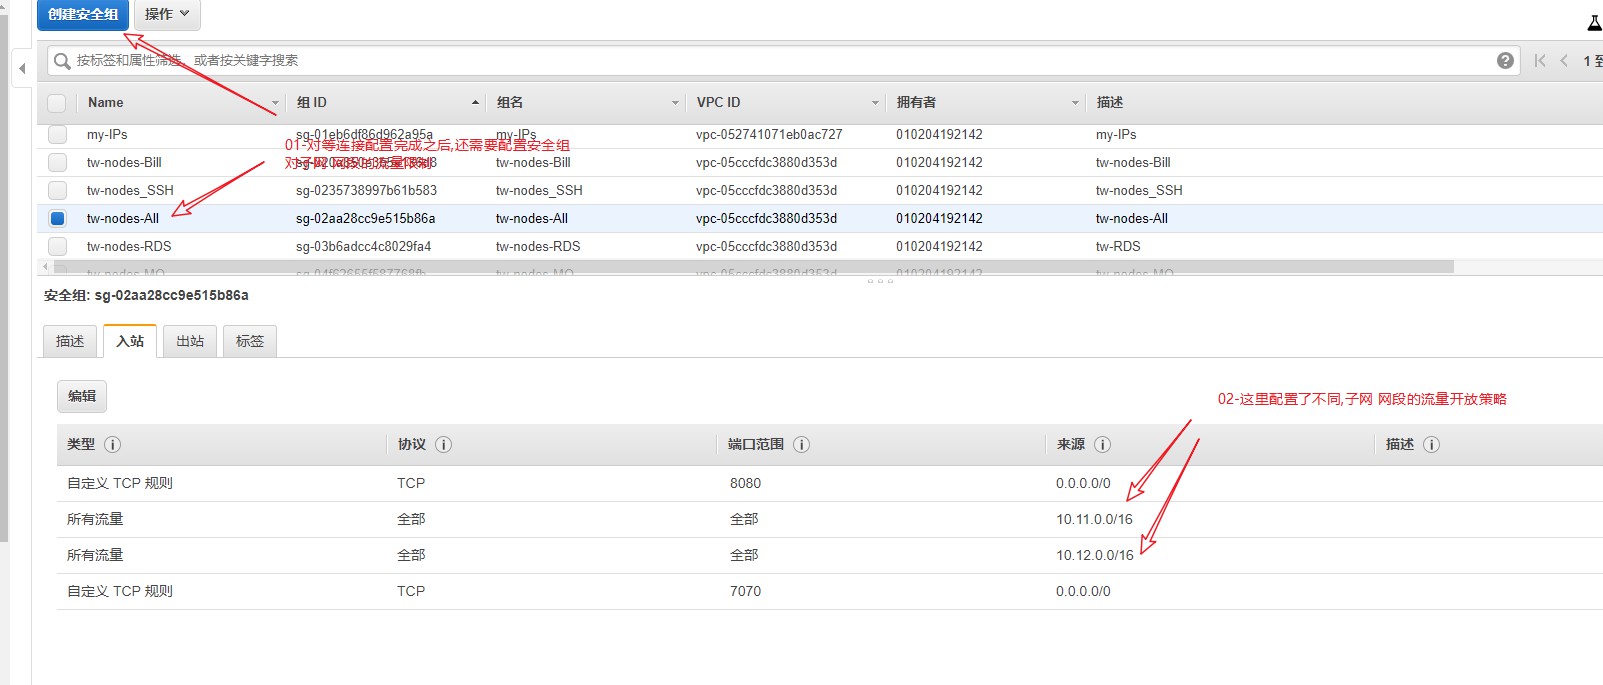 创建安全组 操作
按标签和属性筛选，或者按关键字搜索 1 到
Name 组 ID 组名 VPC ID 拥有者 描述
my-IPs sg-01eb6df86d962a95a my-IPs vpc-052741071eb0ac727 010204192142 my-IPs
01-对等连接配置完成之后,还需要配置安全组
tw-nodes-Bill tw-nodes-Bill vpc-05cccfdc3880d353d 010204192142 tw-nodes-Bill
对子网 网段的流量限制
tw-nodes_SSH sg-0235738997b61b583 tw-nodes_SSH vpc-05cccfdc3880d353d 010204192142 tw-nodes_SSH
tw-nodes-All sg-02aa28cc9e515b86a tw-nodes-All vpc-05cccfdc3880d353d 010204192142 tw-nodes-All
tw-nodes-RDS sg-03b6adcc4c8029fa4 tw-nodes-RDS vpc-05cccfdc3880d353d 010204192142 tw-RDS
tw-nodes-MQ tw-nodes-MQ vpc-05cccfdc3880d353d 010204192142 tw-nodes-MQ
安全组: sg-02aa28cc9e515b86a
描述 入站 出站 标签
编辑
02-这里配置了不同,子网 网段的流量开放策略
类型 协议 端口范围 来源 描述
自定义 TCP 规则 TCP 8080 0.0.0.0/0
所有流量 全部 全部 10.11.0.0/16
所有流量 全部 全部 10.12.0.0/16
自定义 TCP 规则 TCP 7070 0.0.0.0/0